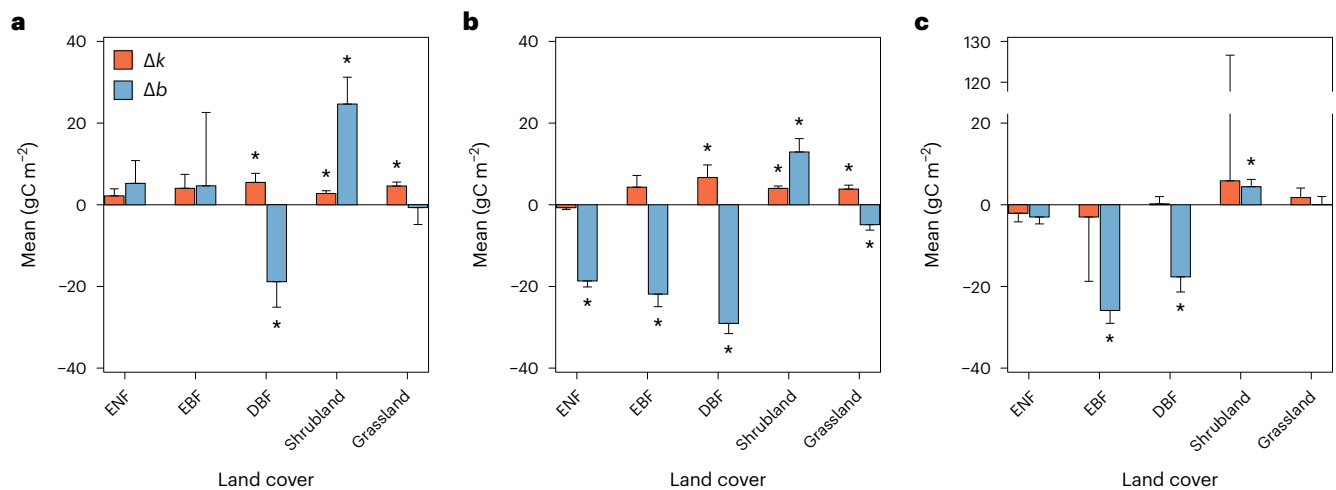 a
40
20
0
−20
−40
Mean (gC m−2)
Δk
Δb
*
*
*
*
*
ENF
EBF
DBF
Shrubland
Grassland
Land cover
b
40
20
0
−20
−40
Mean (gC m−2)
*
*
*
*
*
*
*
*
ENF
EBF
DBF
Shrubland
Grassland
Land cover
c
130
120
20
0
−20
−40
Mean (gC m−2)
*
*
*
ENF
EBF
DBF
Shrubland
Grassland
Land cover